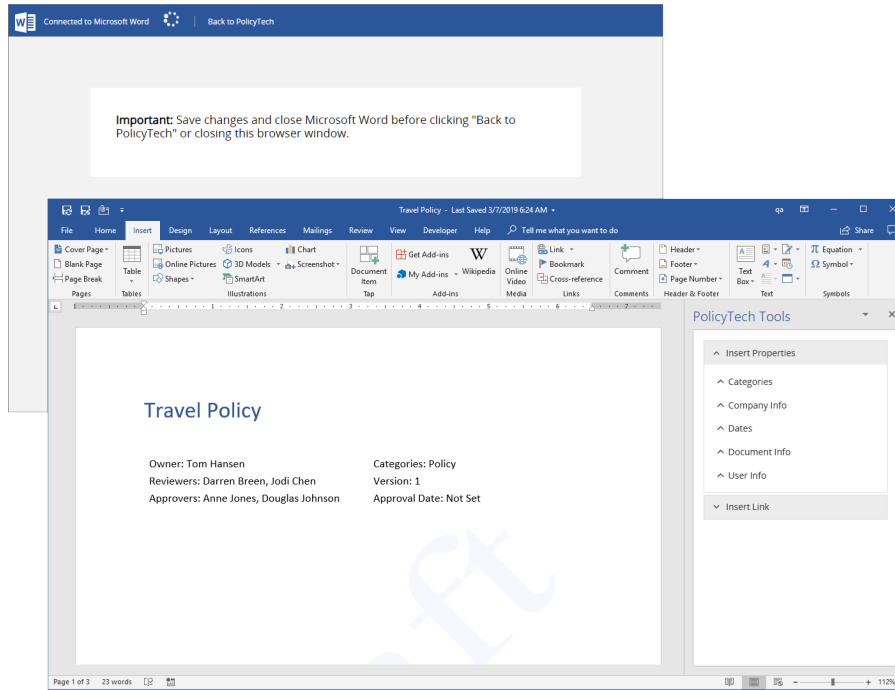 Connected to Microsoft Word
Back to PolicyTech
Important: Save changes and close Microsoft Word before clicking "Back to
PolicyTech" or closing this browser window.
Travel Policy - Last Saved 3/7/2019 6:24 AM
qa
File Home Insert Design Layout References Mailings Review View Developer Help Tell me what you want to do Share
Cover Page
Blank Page
Page Break
Pages
Table
Tables
Pictures
Online Pictures
Shapes
Icons
3D Models
SmartArt
Chart
Screenshot
Illustrations
Document
Item
Tap
Get Add-ins
My Add-ins
W
Wikipedia
Add-ins
Online
Video
Media
Link
Bookmark
Cross-reference
Links
Comment
Comments
Header
Footer
Page Number
Header & Footer
Text
Box
Text
π Equation
Ω Symbol
Symbols
1 1 2 3 4 5 6 7
PolicyTech Tools
Insert Properties
Categories
Company Info
Dates
Document Info
User Info
Insert Link
Travel Policy
Owner: Tom Hansen
Reviewers: Darren Breen, Jodi Chen
Approvers: Anne Jones, Douglas Johnson
Categories: Policy
Version: 1
Approval Date: Not Set
Page 1 of 3 23 words
112%